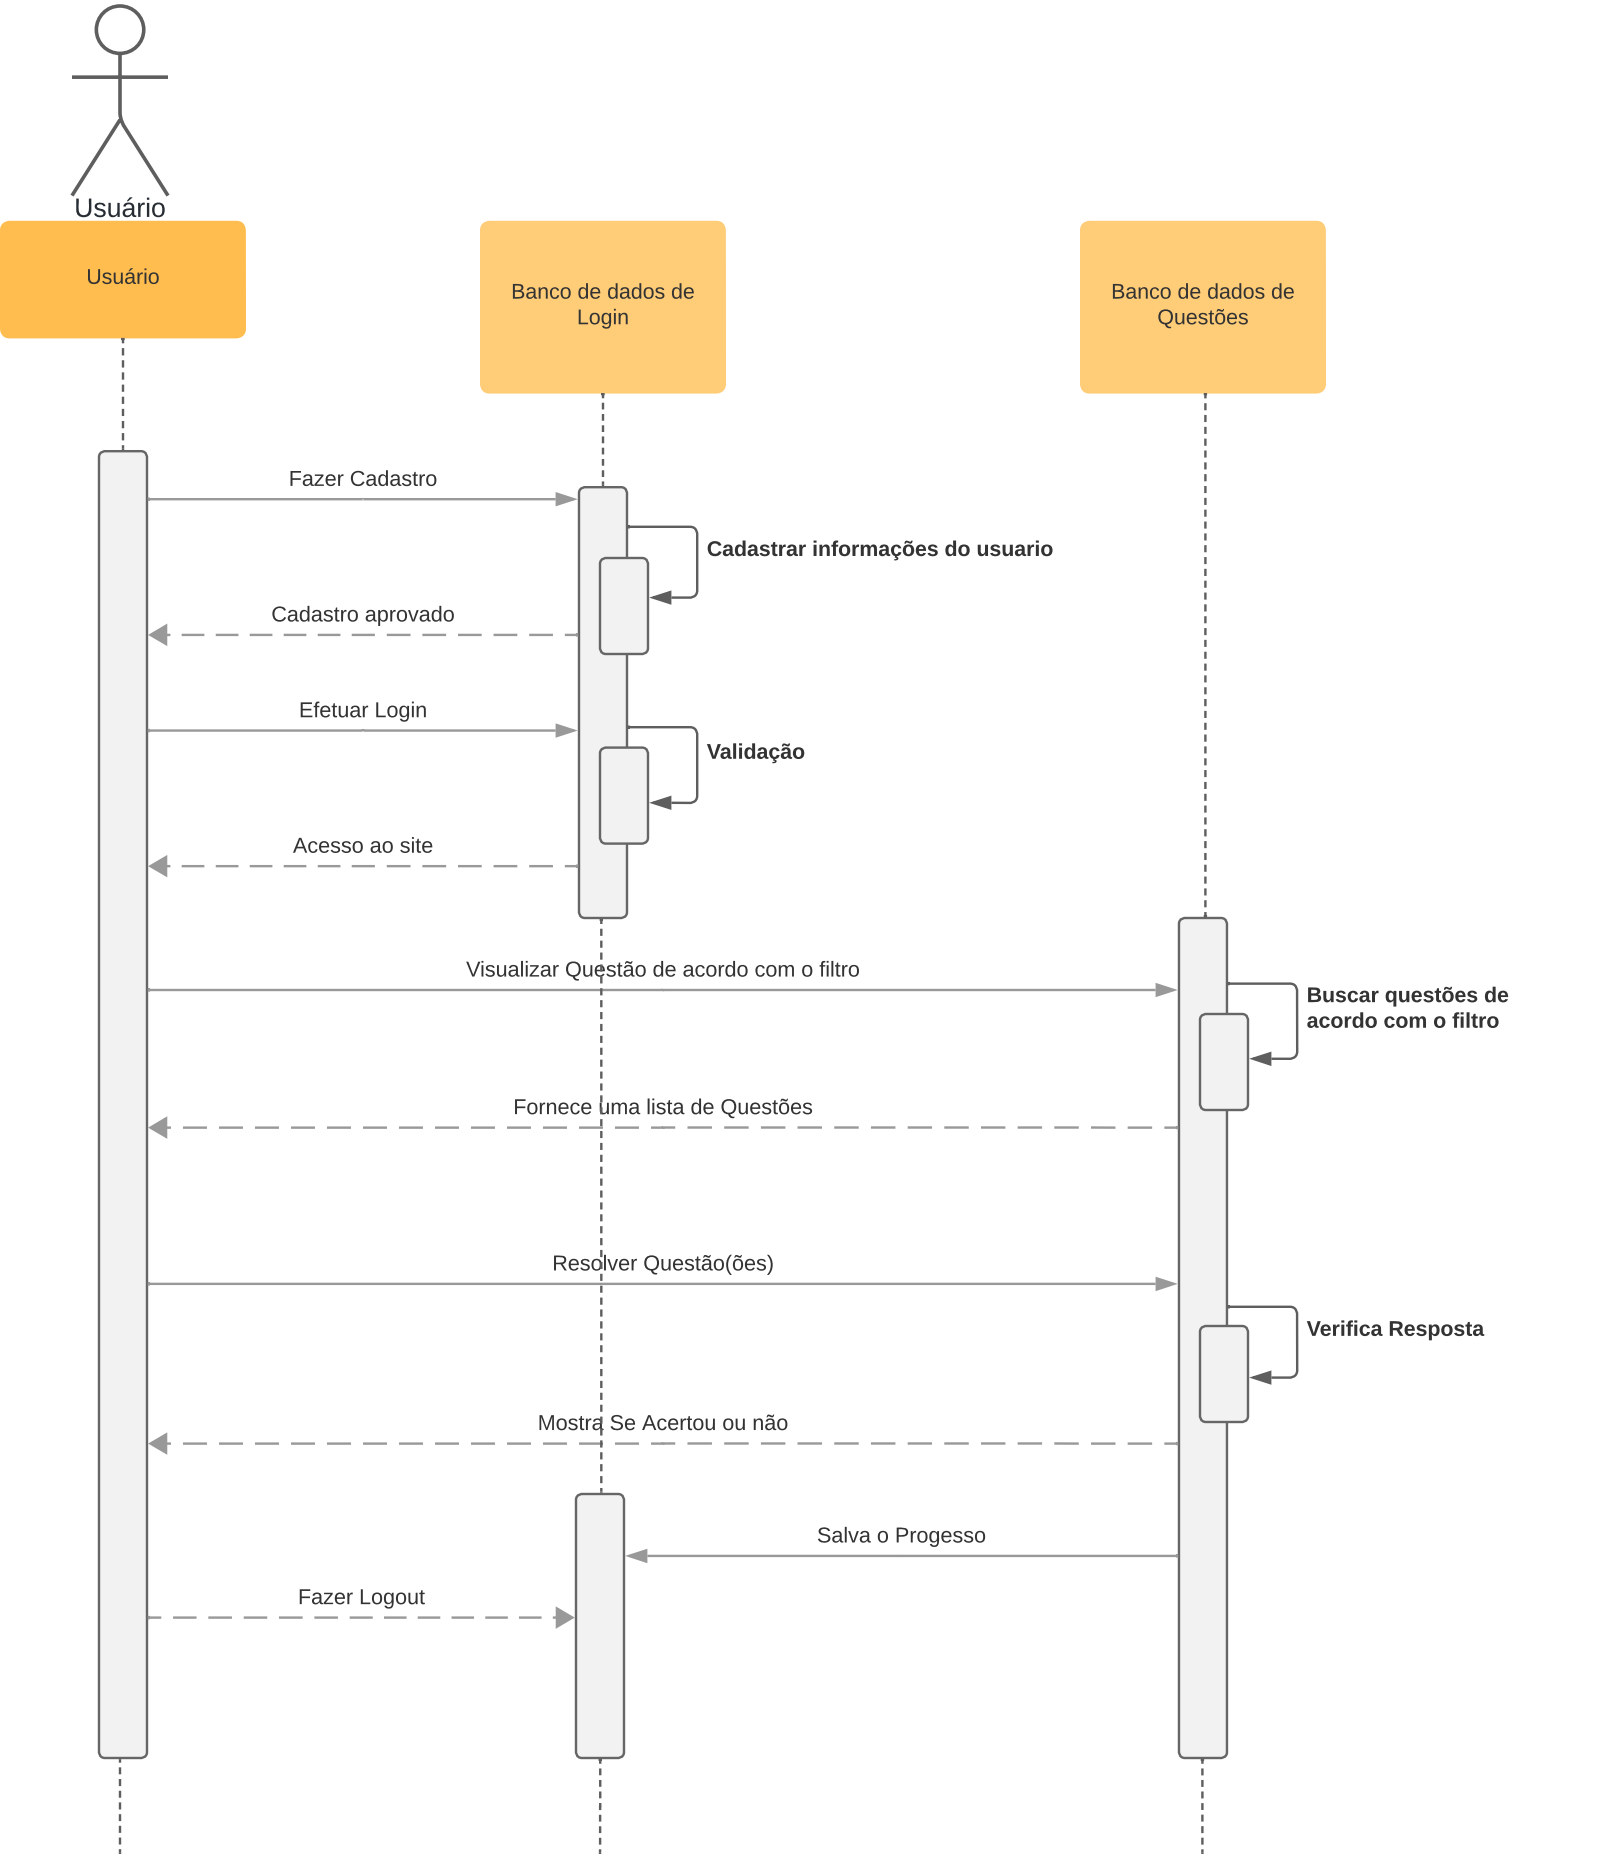 Usuário
Usuário
Banco de dados de
Login
Banco de dados de
Questões
Fazer Cadastro
Cadastrar informações do usuario
Cadastro aprovado
Efetuar Login
Validação
Acesso ao site
Visualizar Questão de acordo com o filtro
Buscar questões de
acordo com o filtro
Fornece uma lista de Questões
Resolver Questão(ões)
Verifica Resposta
Mostra Se Acertou ou não
Salva o Progesso
Fazer Logout